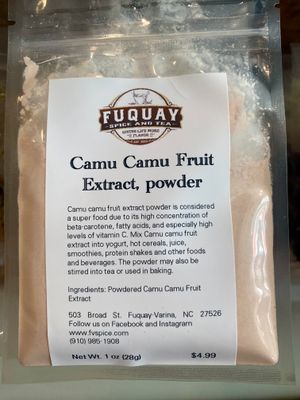 FUQUAY
SPICE AND TEA
GIVING LIFE MORE
FLAVOR
Camu Camu Fruit
Extract, powder
Camu camu fruit extract powder is considered
a super food due to its high concentration of
beta-carotene, fatty acids, and especially high
levels of vitamin C. Mix Camu camu fruit
extract into yogurt, hot cereals, juice,
smoothies, protein shakes and other foods
and beverages. The powder may also be
stirred into tea or used in baking.
Ingredients: Powdered Camu Camu Fruit
Extract
503 Broad St. Fuquay-Varina, NC 27526
Follow us on Facebook and Instagram
www.fvspice.com
(910) 985-1908
Net Wt. 1 oz (28g) $4.99